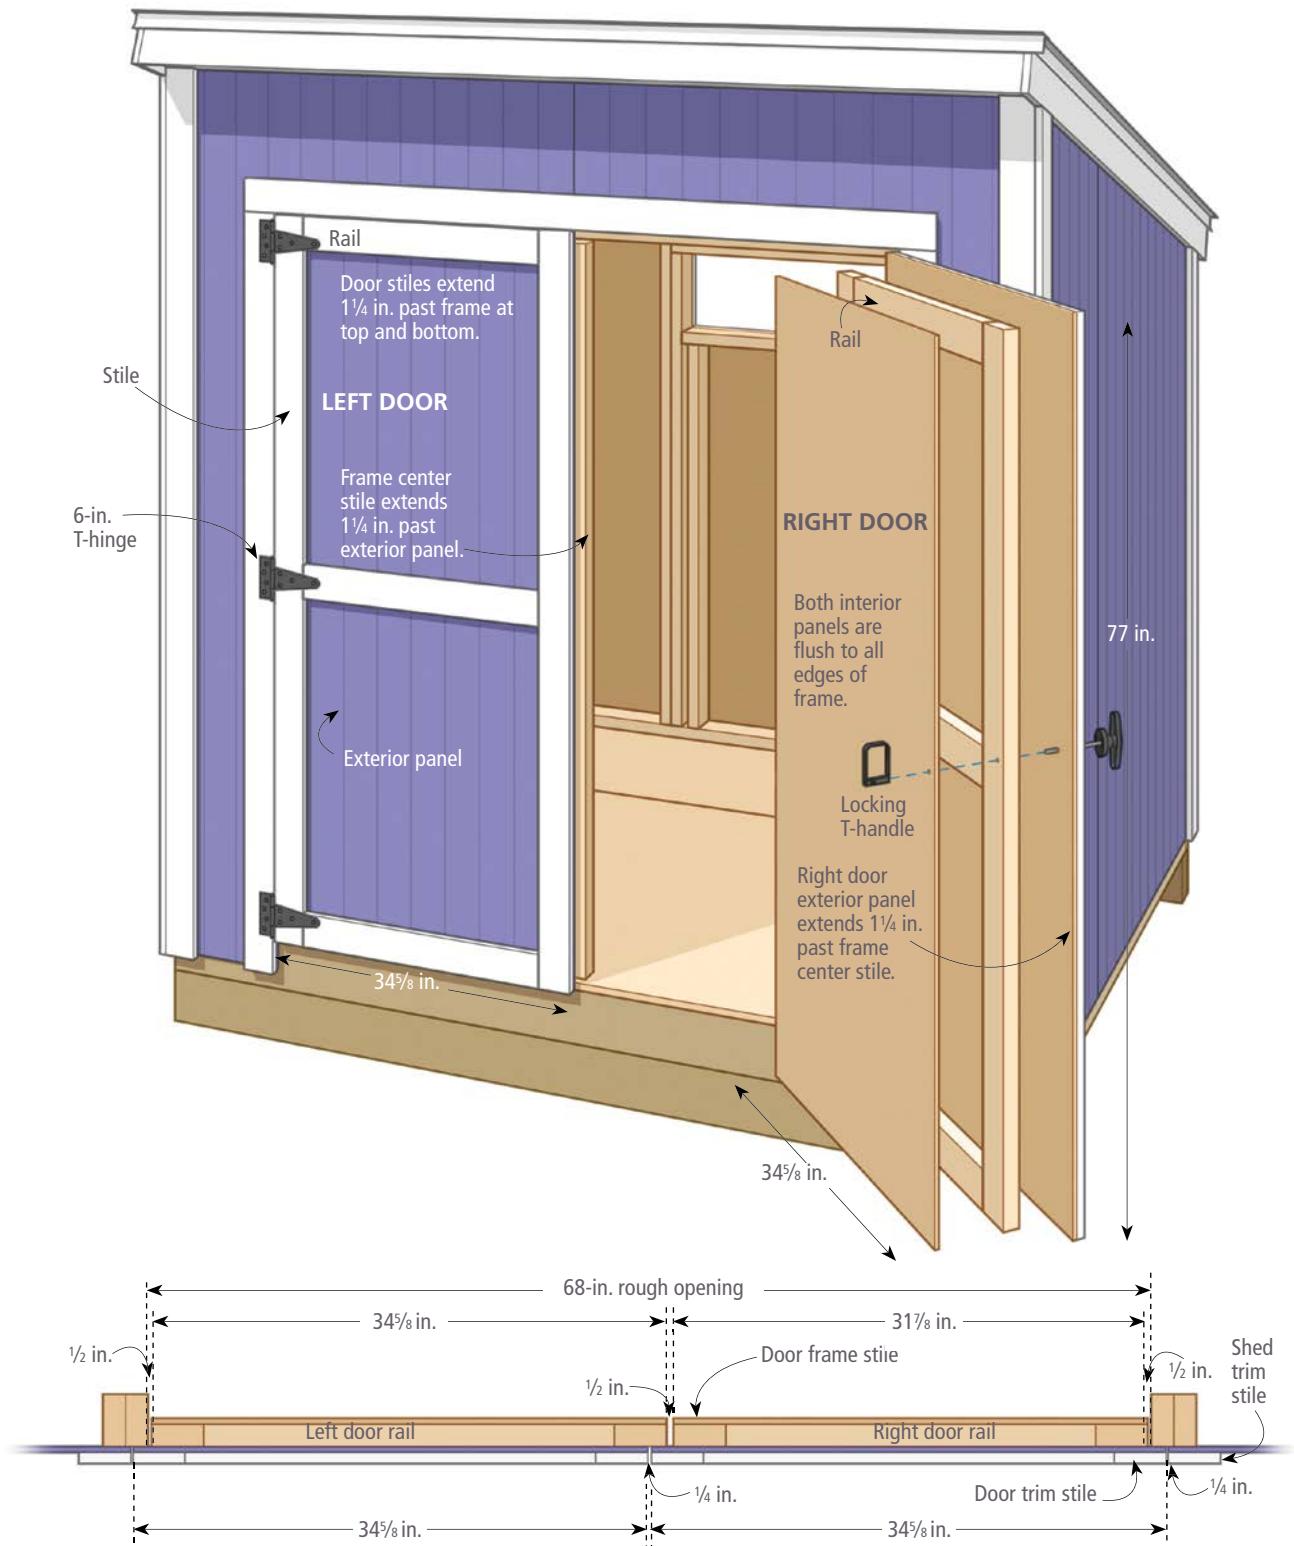 Rail
Door stiles extend
1¼ in. past frame at
top and bottom.
Rail
Stile
LEFT DOOR
Frame center
stile extends
1¼ in. past
exterior panel.
6-in.
T-hinge
RIGHT DOOR
Both interior
panels are
flush to all
edges of
frame.
77 in.
Exterior panel
Locking
T-handle
Right door
exterior panel
extends 1¼ in.
past frame
center stile.
34⅝ in.
34⅝ in.
68-in. rough opening
34⅝ in.
31⅞ in.
½ in.
Door frame stile
½ in.
½ in.
Shed
trim
stile
Left door rail
Right door rail
¼ in.
Door trim stile
¼ in.
34⅝ in.
34⅝ in.